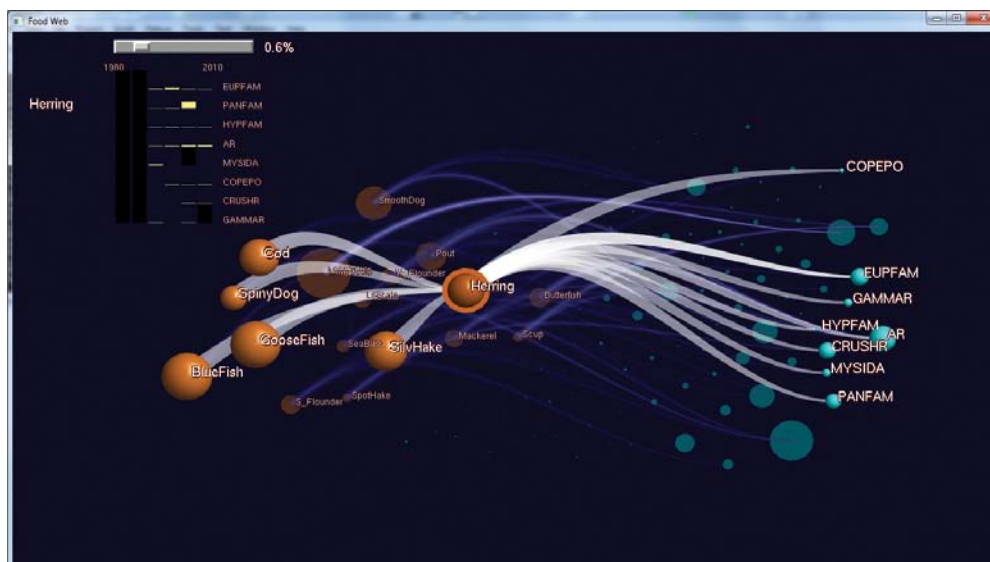 Food Web
0.6%
1980 2010
Herring
EUPFAM
PANFAM
HYPFAM
AR
MYSIDA
COPEPO
CRUSHR
GAMMAR
COPEPO
SmoothDog
Cod
Pout
Herring
EUPFAM
SpinyDog
Butterfish
GAMMAR
GooseFish
SilvHake
Mackerel
Scup
HYPFAM
AR
CRUSHR
BlueFish
MYSIDA
S_Flounder
SpotHake
PANFAM